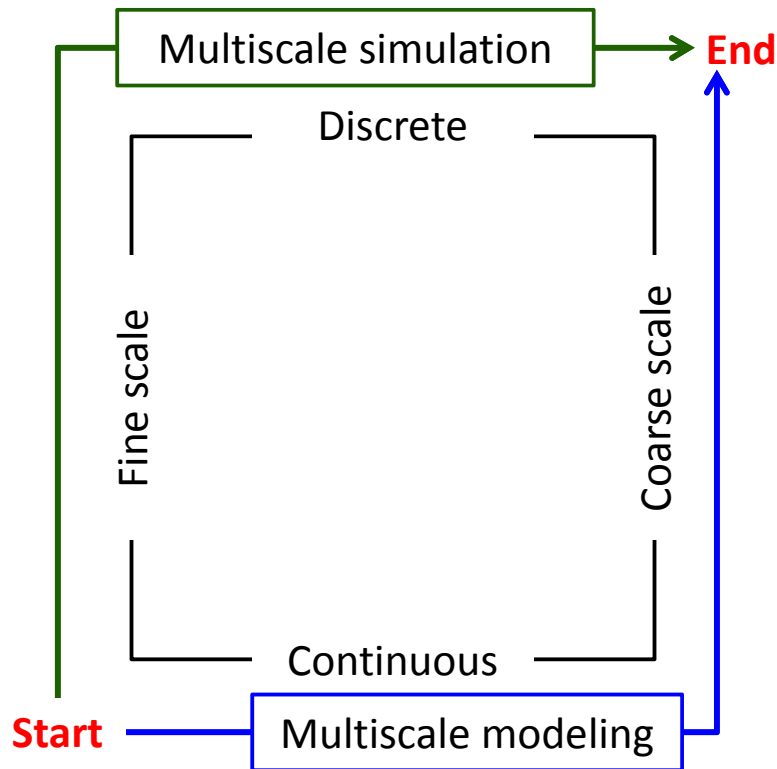 Multiscale simulation
End
Discrete
Fine scale
Coarse scale
Continuous
Start
Multiscale modeling